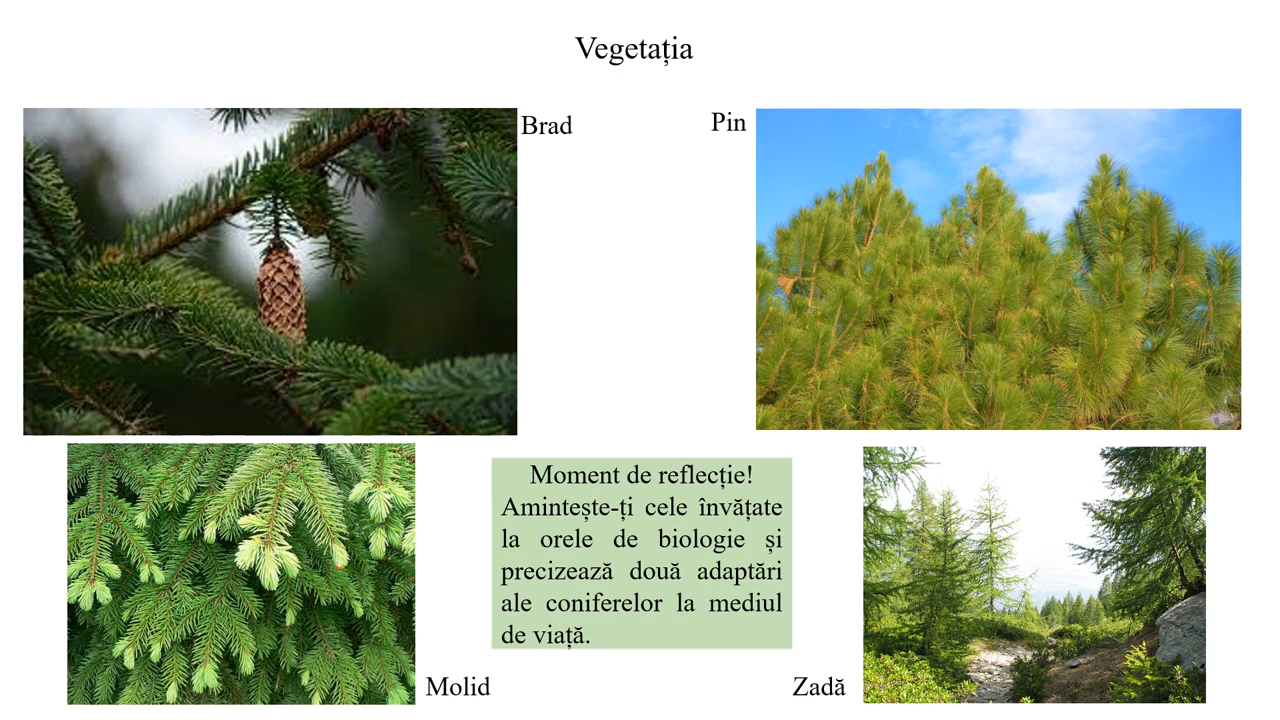 Vegetația
Brad
Pin
Moment de reflecție!
Amintește-ți cele învățate
la orele de biologie și
precizează două adaptări
ale coniferelor la mediul
de viață.
Molid
Zadă